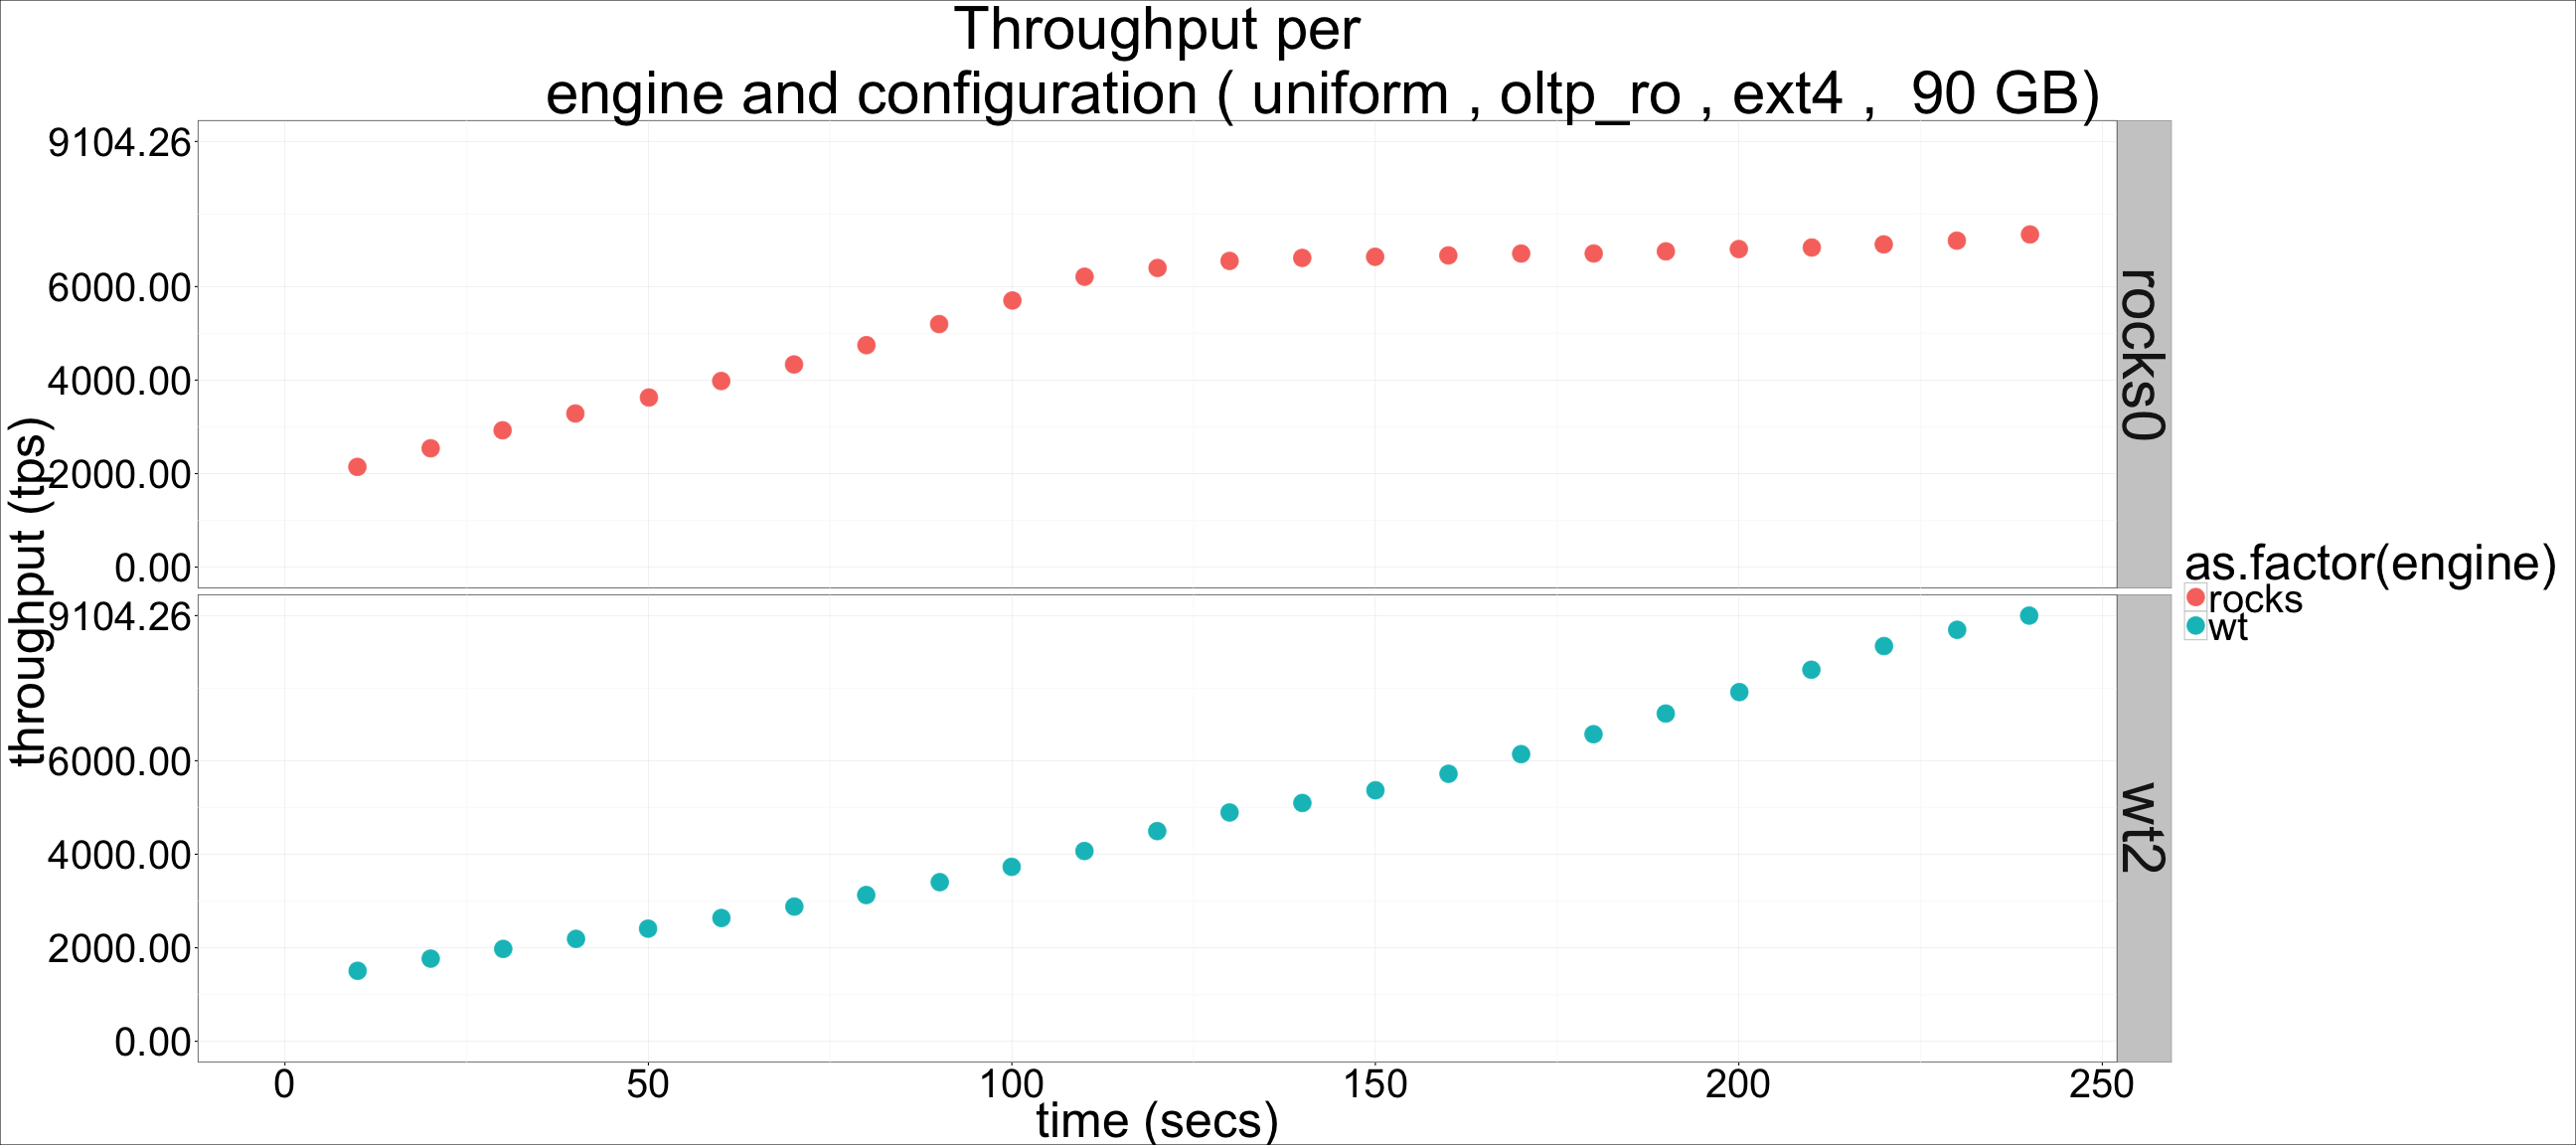 Throughput per
engine and configuration ( uniform , oltp_ro , ext4 ,  90 GB)
throughput (tps)
9104.26
6000.00
4000.00
2000.00
0.00
rocks0
9104.26
6000.00
4000.00
2000.00
0.00
wt2
0 50 100 150 200 250
time (secs)
as.factor(engine)
rocks
wt